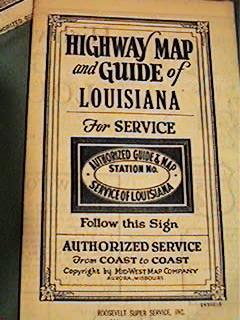 HIGHWAY MAP
and GUIDE of
LOUISIANA
For SERVICE
AUTHORIZED GUIDE & MAP
STATION No.
SERVICE OF LOUISIANA
Follow this Sign
AUTHORIZED SERVICE
From COAST to COAST
Copyright by MID-WEST MAP COMPANY
AURORA, MISSOURI
ROOSEVELT SUPER SERVICE, INC.